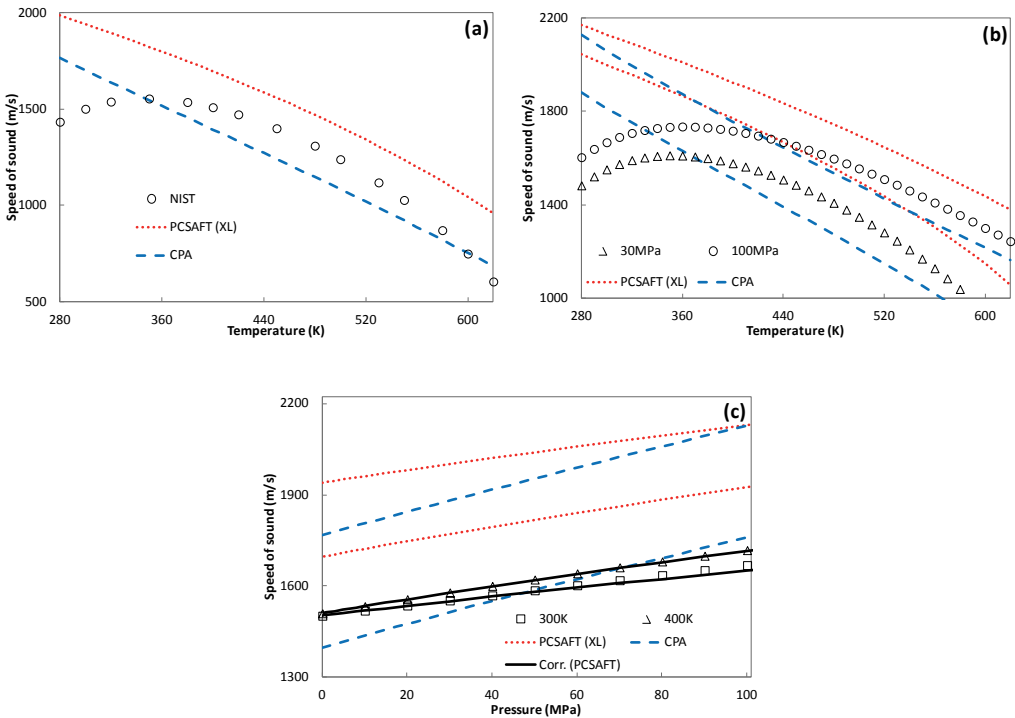 (a)
2000
1500
1000
500
Speed of sound (m/s)
NIST
PCSAFT (XL)
CPA
280 360 440 520 600
Temperature (K)
(b)
2200
1800
1400
1000
Speed of sound (m/s)
30MPa 100MPa
PCSAFT (XL) CPA
280 360 440 520 600
Temperature (K)
(c)
2200
1900
1600
1300
Speed of sound (m/s)
300K 400K
PCSAFT (XL) CPA
Corr. (PCSAFT)
0 20 40 60 80 100
Pressure (MPa)